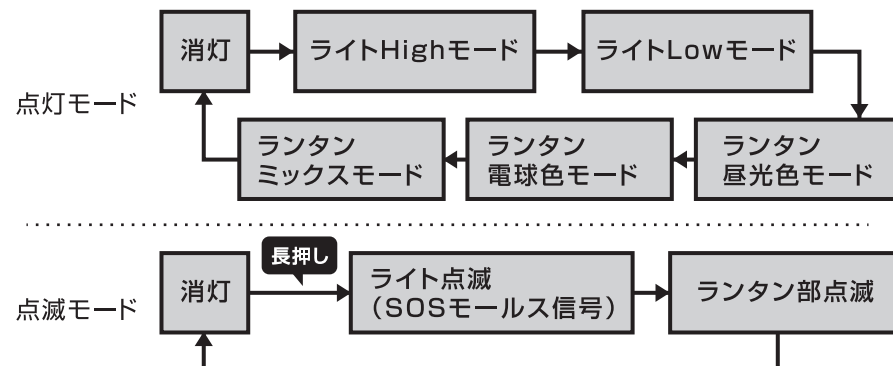 点灯モード
消灯
ライトHighモード
ライトLowモード
ランタン
昼光色モード
ランタン
電球色モード
ランタン
ミックスモード
点滅モード
消灯
長押し
ライト点滅
（SOSモールス信号）
ランタン部点滅